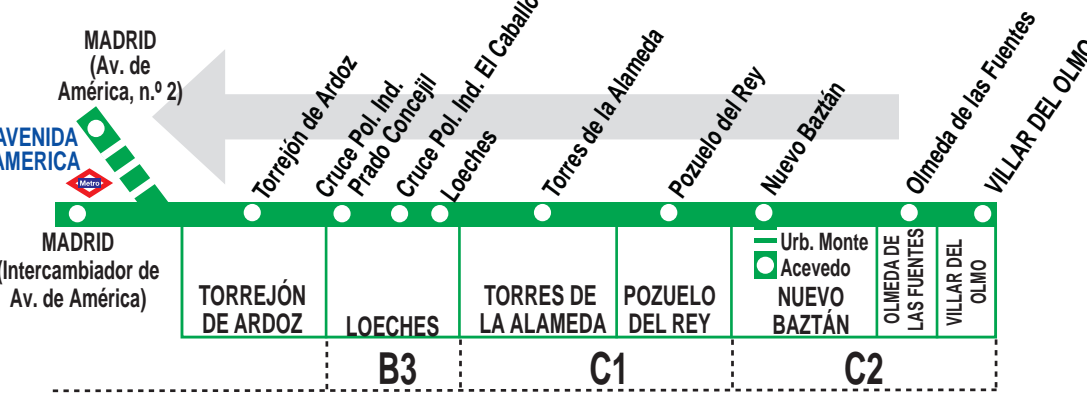 MADRID
(Av. de
América, n.º 2)
AVENIDA
AMERICA
Metro
Torrejón de Ardoz
Cruce Pol. Ind.
Prado Concejil
Cruce Pol. Ind. El Caballo
Loeches
Torres de la Alameda
Pozuelo del Rey
Nuevo Baztán
Olmeda de las Fuentes
VILLAR DEL OLMO
MADRID
(Intercambiador de
Av. de América)
TORREJÓN
DE ARDOZ
LOECHES
TORRES DE
LA ALAMEDA
POZUELO
DEL REY
Urb. Monte
Acevedo
NUEVO
BAZTÁN
OLMEDA DE
LAS FUENTES
VILLAR DEL
OLMO
B3
C1
C2